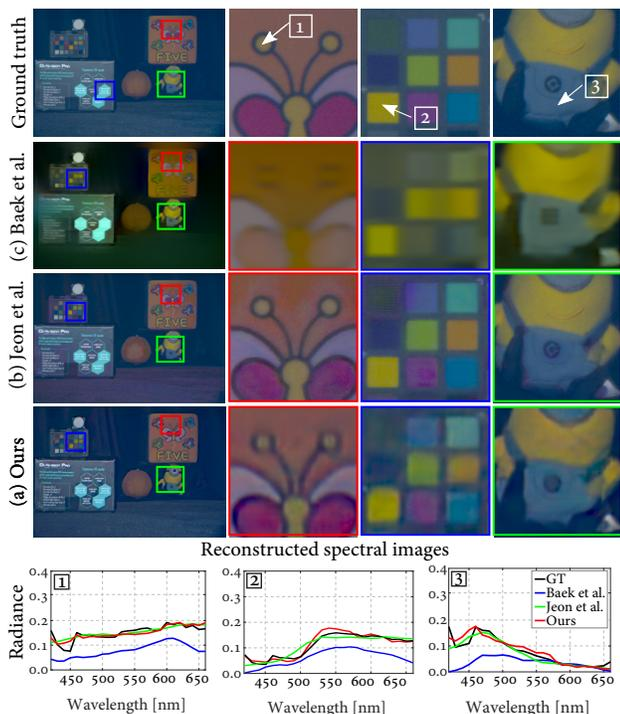 Ground truth
1
2
3
FIVE
(c) Baek et al.
FIVE
(b) Jeon et al.
FIVE
(a) Ours
FIVE
Reconstructed spectral images
Radiance
0.4
0.3
0.2
0.1
0.0
1
450 500 550 600 650
Wavelength [nm]
0.4
0.3
0.2
0.1
0.0
2
450 500 550 600 650
Wavelength [nm]
0.4
0.3
0.2
0.1
0.0
3
GT
Baek et al.
Jeon et al.
Ours
450 500 550 600 650
Wavelength [nm]